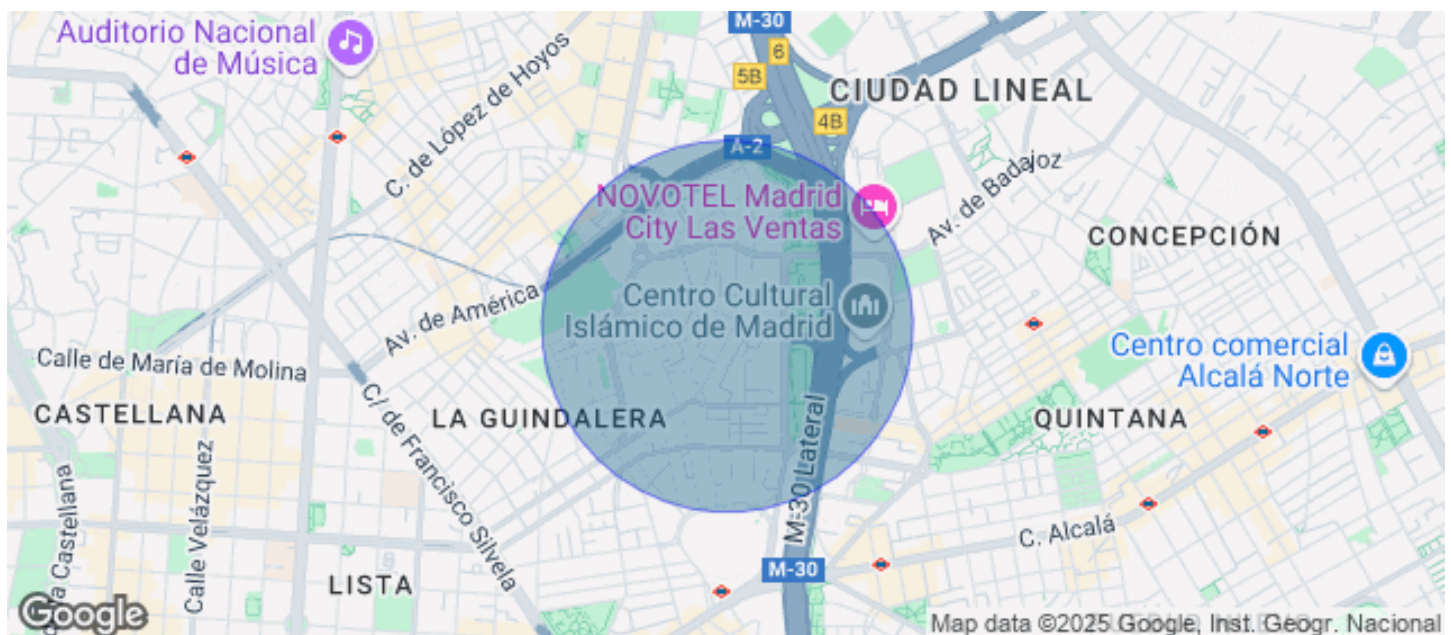 Auditorio Nacional
de Música
C. de López de Hoyos
M-30
6
5B
4B
CIUDAD LINEAL
A-2
Av. de Badajoz
NOVOTEL Madrid
City Las Ventas
CONCEPCIÓN
Av. de América
Centro Cultural
Islámico de Madrid
Calle de María de Molina
Centro comercial
Alcalá Norte
CASTELLANA
C/ de Francisco Silvela
LA GUINDALERA
QUINTANA
Calle Velázquez
Castellana
M-30 Lateral
C. Alcalá
LISTA
M-30
Google
Map data ©2025 Google, Inst. Geogr. Nacional